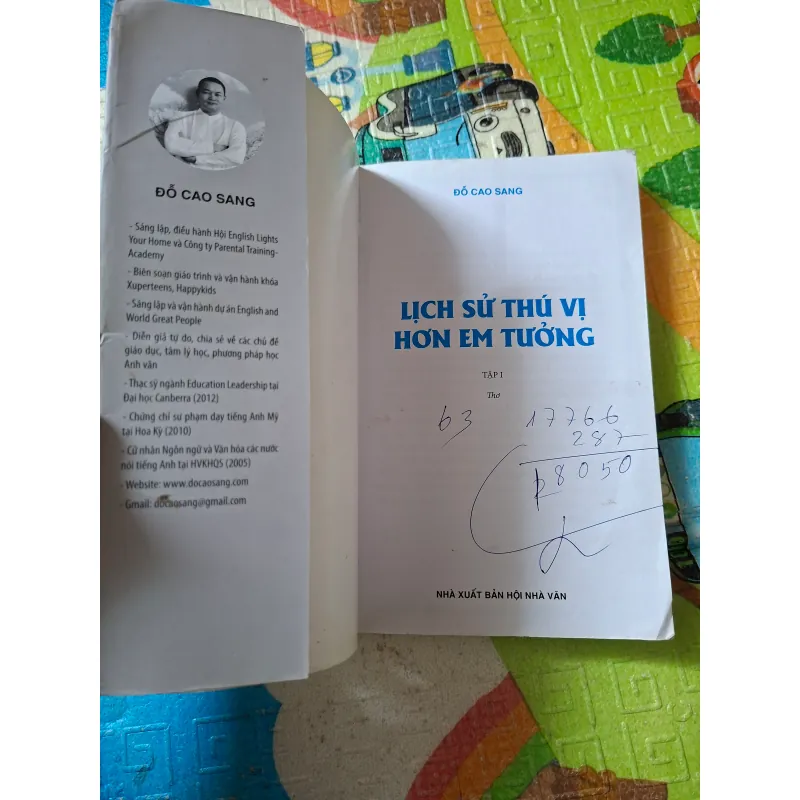 ĐỖ CAO SANG
- Sáng lập, điều hành Hội English Lights
Your Home và Công ty Parental Training-
Academy
- Biên soạn giáo trình và vận hành khóa
Xuperteens, Happykids
- Sáng lập và vận hành dự án English and
World Great People
- Diễn giả tự do, chia sẻ về các chủ đề
giáo dục, tâm lý học, phương pháp học
Anh văn
- Thạc sỹ ngành Education Leadership tại
Đại học Canberra (2012)
- Chứng chỉ sư phạm dạy tiếng Anh Mỹ
tại Hoa Kỳ (2010)
- Cử nhân Ngôn ngữ và Văn hóa các nước
nói tiếng Anh tại HVKHQS (2005)
- Website: www.docaosang.com
- Gmail: docaosang@gmail.com
ĐỖ CAO SANG
LỊCH SỬ THÚ VỊ
HƠN EM TƯỞNG
TẬP I
Thơ
63 17766
287
18050
NHÀ XUẤT BẢN HỘI NHÀ VĂN